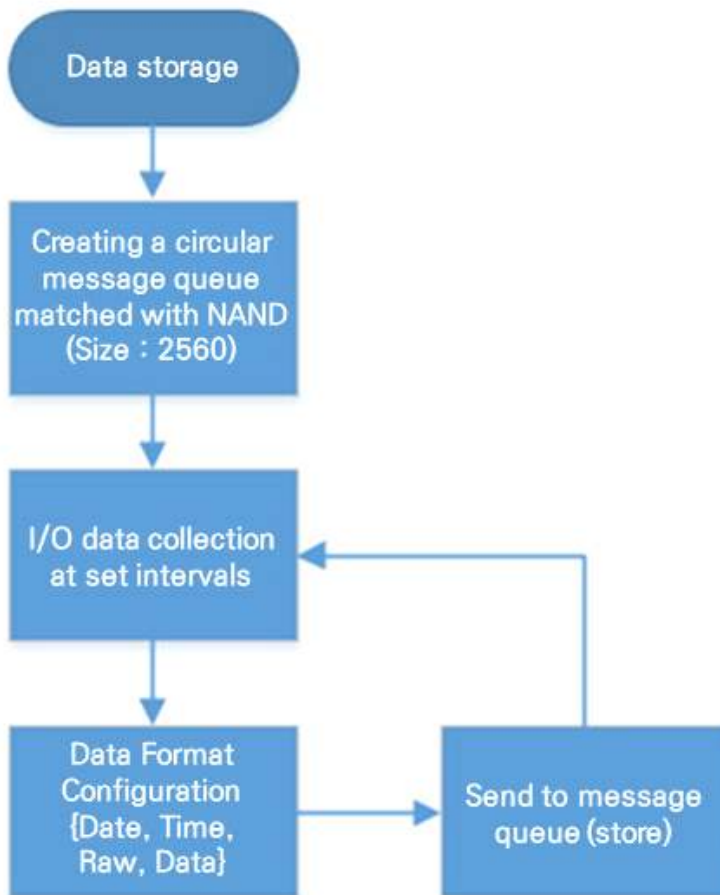 Data storage
Creating a circular
message queue
matched with NAND
(Size : 2560)
I/O data collection
at set intervals
Data Format
Configuration
{Date, Time,
Raw, Data}
Send to message
queue (store)